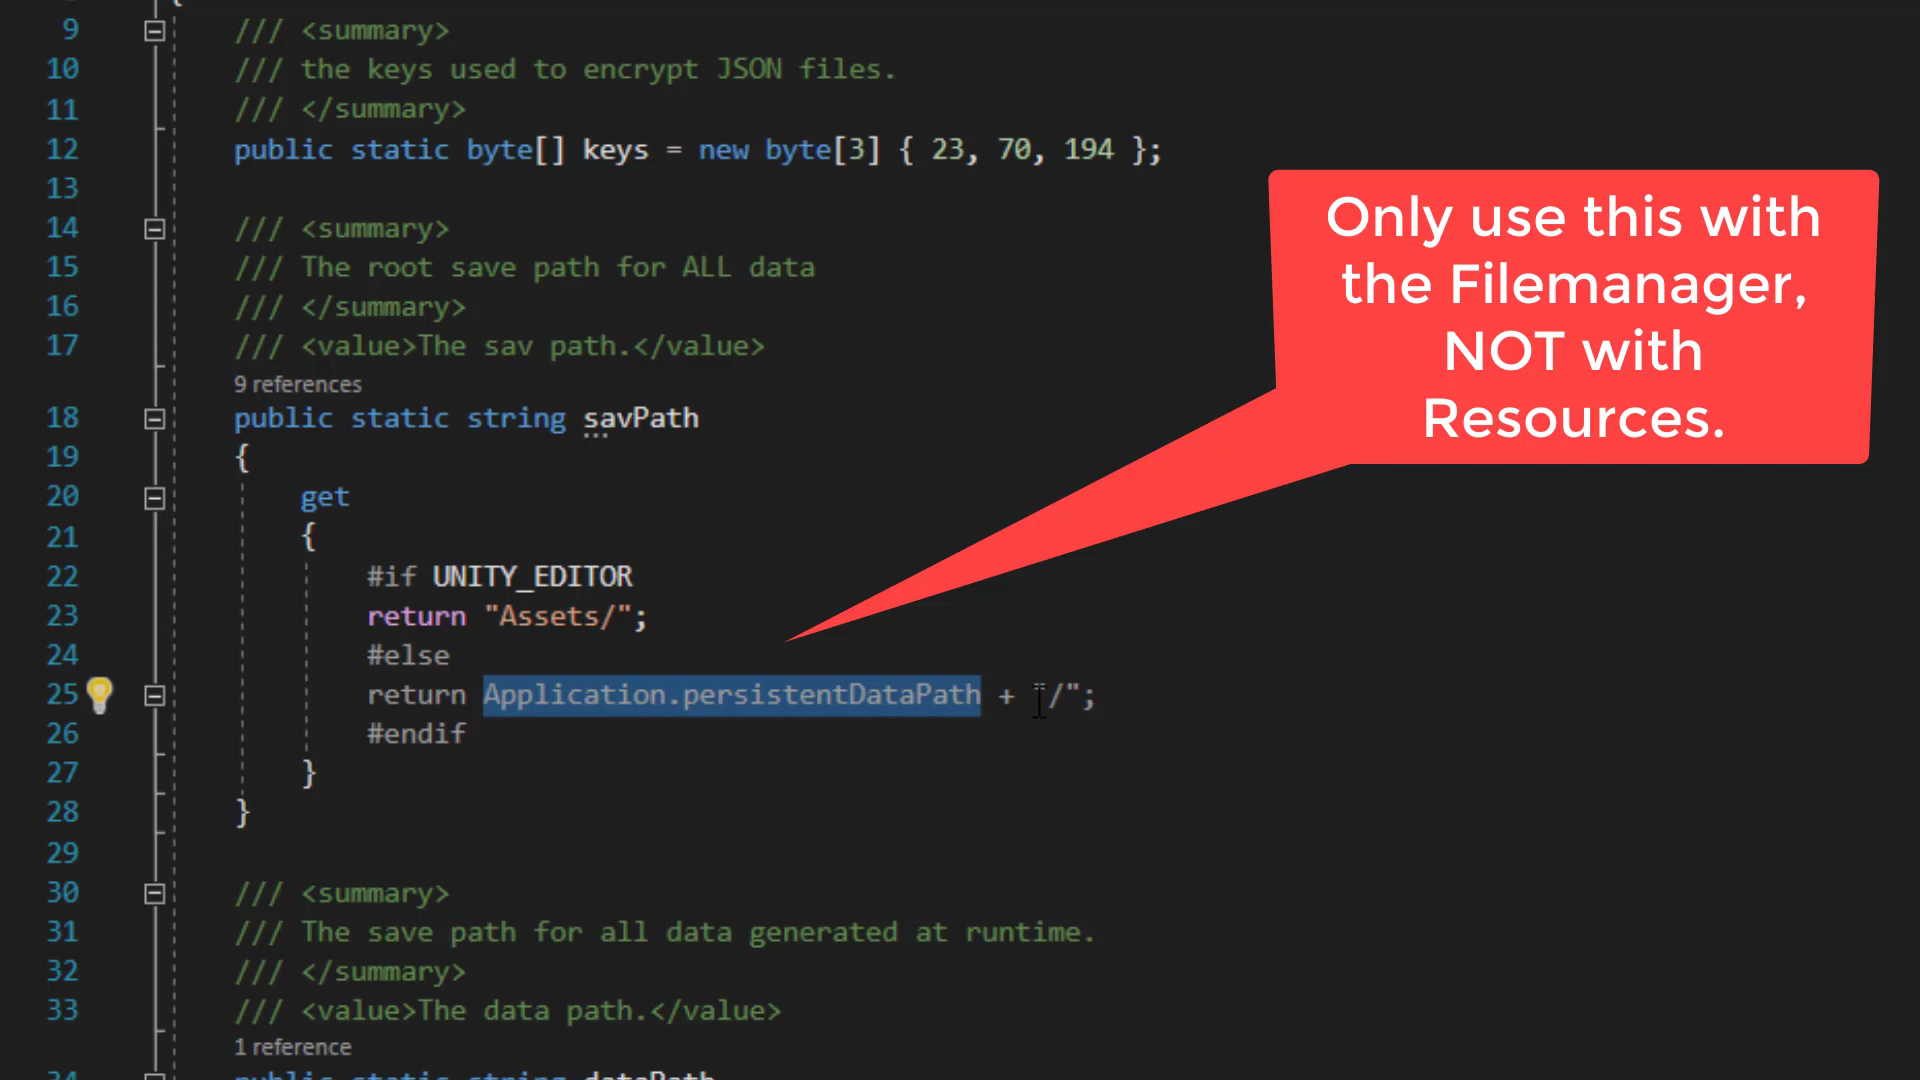 9 /// <summary>
10 /// the keys used to encrypt JSON files.
11 /// </summary>
12 public static byte[] keys = new byte[3] { 23, 70, 194 };
13
14 /// <summary>
15 /// The root save path for ALL data
16 /// </summary>
17 /// <value>The sav path.</value>
9 references
18 public static string savPath
19 {
20 get
21 {
22 #if UNITY_EDITOR
23 return "Assets/";
24 #else
25 return Application.persistentDataPath + "/";
26 #endif
27 }
28 }
29
30 /// <summary>
31 /// The save path for all data generated at runtime.
32 /// </summary>
33 /// <value>The data path.</value>
1 reference
34 public static string dataPath
Only use this with
the Filemanager,
NOT with
Resources.